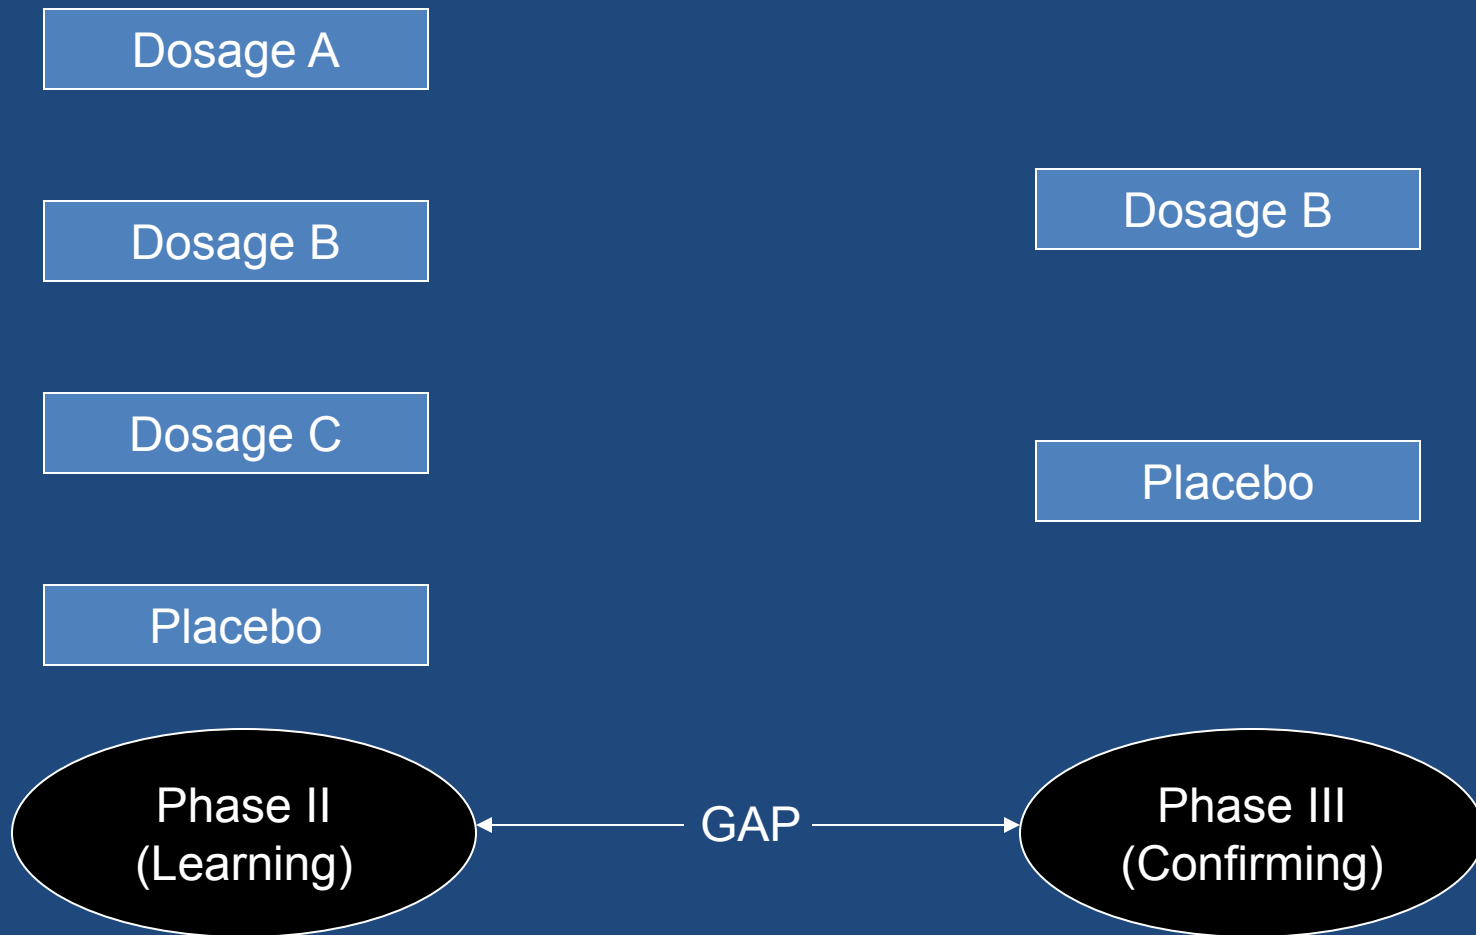 Dosage A
Dosage B
Dosage C
Placebo
Dosage B
Placebo
Phase II
(Learning)
GAP
Phase III
(Confirming)